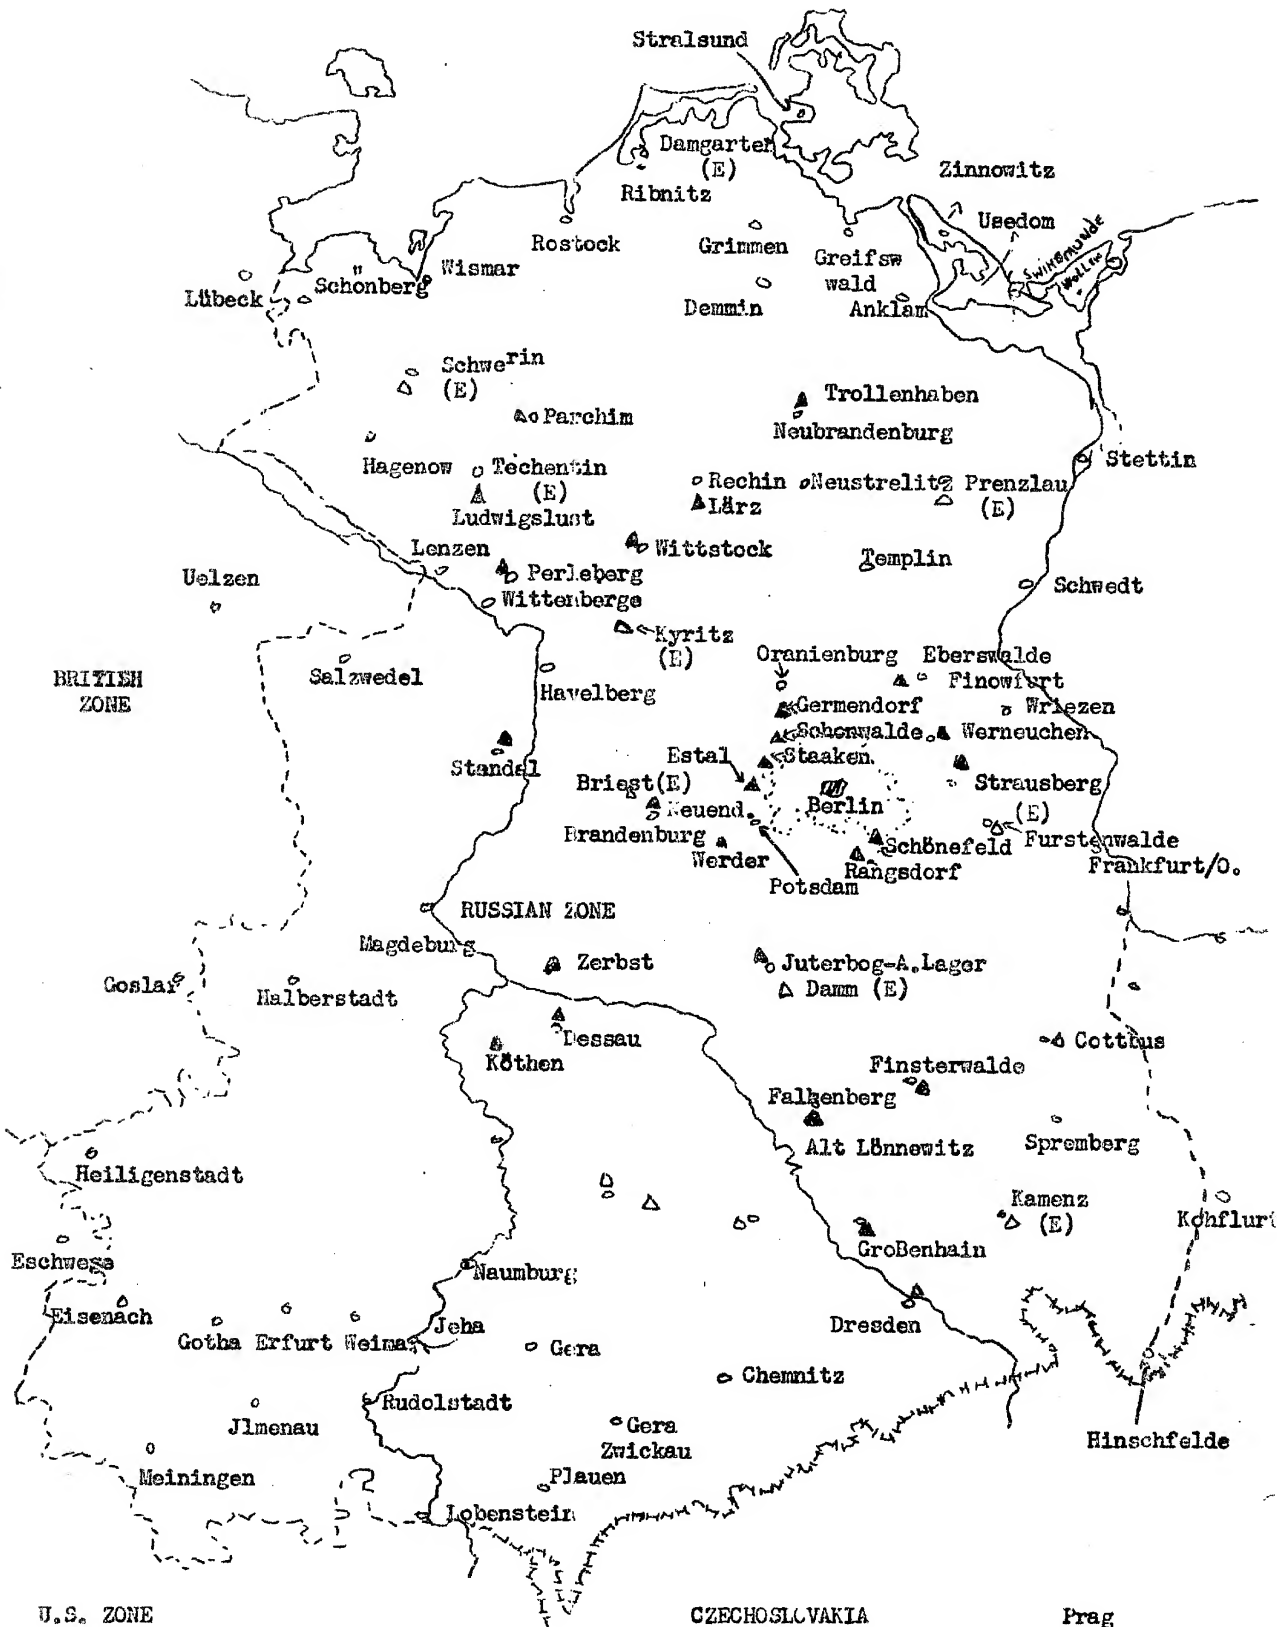 Stralsund
Damgarten
(E)
Ribnitz
Zinnowitz
Usedom
SWINEMUNDE
WOLLIN
Rostock
Grimmen
Greifsw
wald
Wismar
Schönberg
Lübeck
Demmin
Anklam
Schwerin
(E)
Parchim
Trollenhaben
Neubrandenburg
Hagenow
Techentin
(E)
Ludwigslust
Rechin
Neustrelitz
Prenzlau
(E)
Stettin
Lärz
Lenzen
Wittstock
Templin
Uelzen
Perleberg
Wittenberge
Schwedt
Kyritz
(E)
BRITISH
ZONE
Salzwedel
Havelberg
Oranienburg
Eberswalde
Finowfurt
Germendorf
Wriezen
Schonwalde
Werneuchen
Standal
Estal
Staaken
Briest(E)
Strausberg
(E)
Neuend.
Berlin
Brandenburg
Werder
Schönefeld
Furstenwalde
Rangsdorf
Frankfurt/O.
Potsdam
RUSSIAN ZONE
Magdeburg
Zerbst
Juterbog-A.Lager
Damm (E)
Goslar
Halberstadt
Dessau
Köthen
Cottbus
Finsterwalde
Falkenberg
Alt Lönnewitz
Spremberg
Heiligenstadt
Kamenz
(E)
Kohlfurt
Großenhain
Eschwege
Naumburg
Eisenach
Dresden
Gotha Erfurt Weimar
Jeha
Gera
Chemnitz
Rudolstadt
Jlmenau
Gera
Zwickau
Hinschfelde
Meiningen
Plauen
Lobenstein
U.S. ZONE
CZECHOSLOVAKIA
Prag